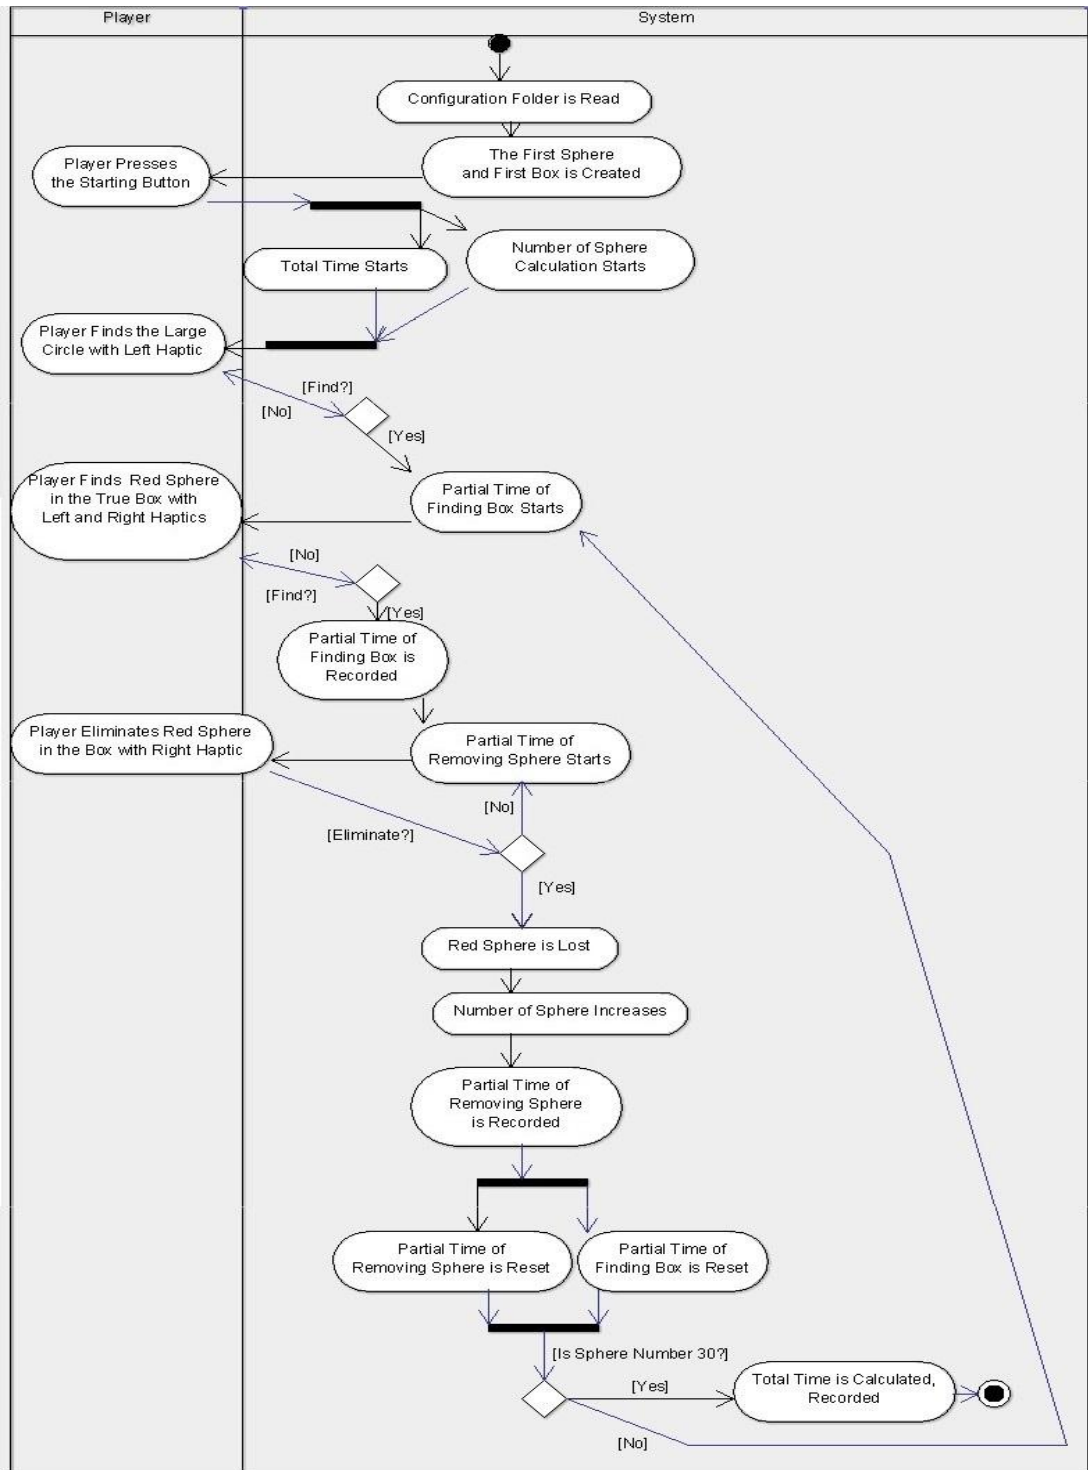 Player
System
Configuration Folder is Read
The First Sphere
and First Box is Created
Player Presses
the Starting Button
Number of Sphere
Calculation Starts
Total Time Starts
Player Finds the Large
Circle with Left Haptic
[Find?]
[No]
[Yes]
Player Finds Red Sphere
in the True Box with
Left and Right Haptics
Partial Time of
Finding Box Starts
[No]
[Find?]
[Yes]
Partial Time of
Finding Box is
Recorded
Player Eliminates Red Sphere
in the Box with Right Haptic
Partial Time of
Removing Sphere Starts
[No]
[Eliminate?]
[Yes]
Red Sphere is Lost
Number of Sphere Increases
Partial Time of
Removing Sphere
is Recorded
Partial Time of
Removing Sphere is Reset
Partial Time of
Finding Box is Reset
[Is Sphere Number 30?]
[Yes]
Total Time is Calculated,
Recorded
[No]